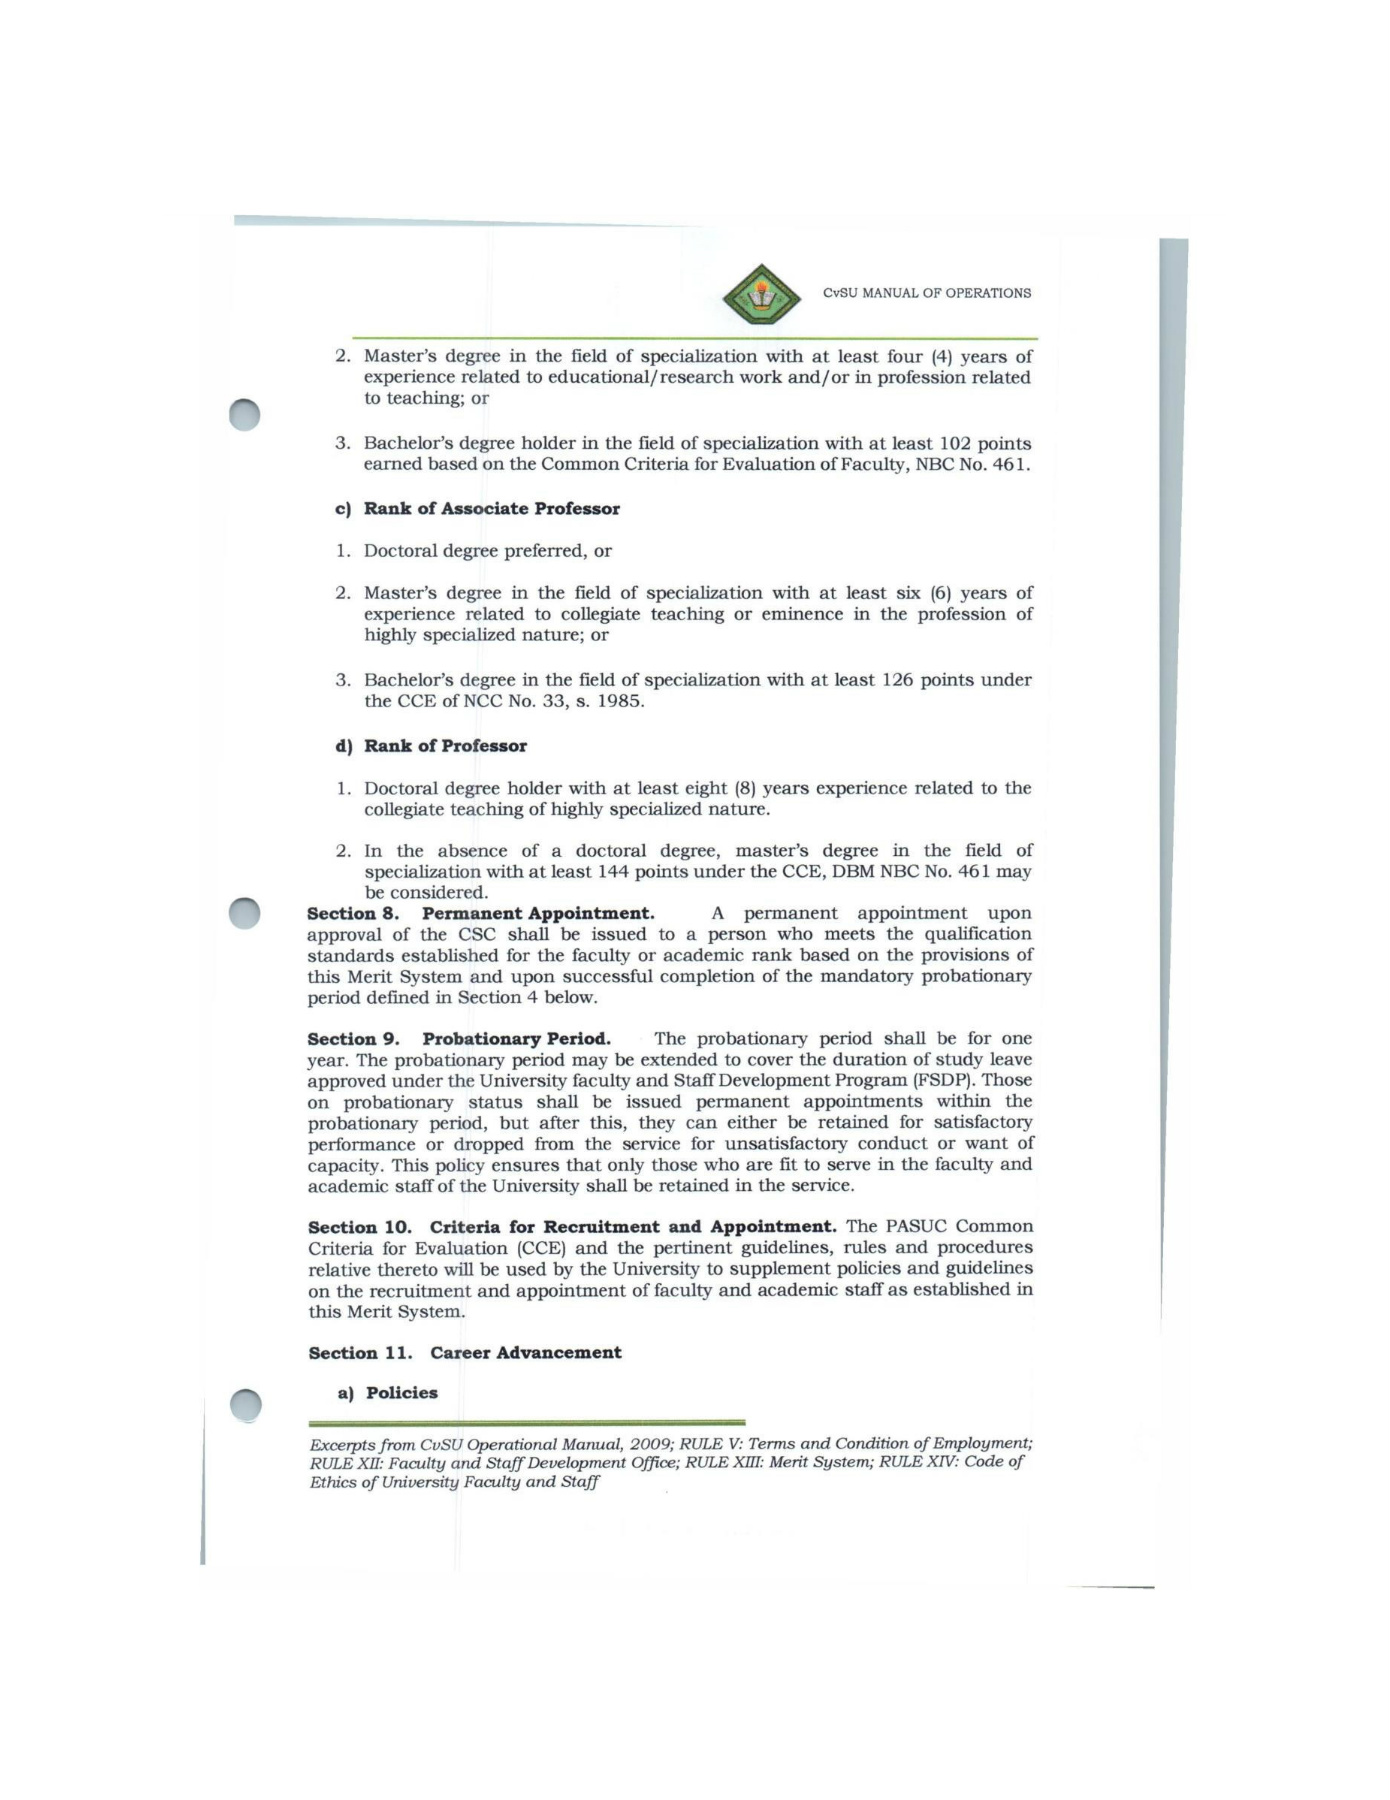 CvSU MANUAL OF OPERATIONS
2. Master's degree in the field of specialization with at least four (4) years of
experience related to educational/research work and/or in profession related
to teaching; or
3. Bachelor's degree holder in the field of specialization with at least 102 points
earned based on the Common Criteria for Evaluation of Faculty, NBC No. 461.
c) Rank of Associate Professor
1. Doctoral degree preferred, or
2. Master's degree in the field of specialization with at least six (6) years of
experience related to collegiate teaching or eminence in the profession of
highly specialized nature; or
3. Bachelor's degree in the field of specialization with at least 126 points under
the CCE of NCC No. 33, s. 1985.
d) Rank of Professor
1. Doctoral degree holder with at least eight (8) years experience related to the
collegiate teaching of highly specialized nature.
2. In the absence of a doctoral degree, master's degree in the field of
specialization with at least 144 points under the CCE, DBM NBC No. 461 may
be considered.
Section 8. Permanent Appointment. A permanent appointment upon
approval of the CSC shall be issued to a person who meets the qualification
standards established for the faculty or academic rank based on the provisions of
this Merit System and upon successful completion of the mandatory probationary
period defined in Section 4 below.
Section 9. Probationary Period. The probationary period shall be for one
year. The probationary period may be extended to cover the duration of study leave
approved under the University faculty and Staff Development Program (FSDP). Those
on probationary status shall be issued permanent appointments within the
probationary period, but after this, they can either be retained for satisfactory
performance or dropped from the service for unsatisfactory conduct or want of
capacity. This policy ensures that only those who are fit to serve in the faculty and
academic staff of the University shall be retained in the service.
Section 10. Criteria for Recruitment and Appointment. The PASUC Common
Criteria for Evaluation (CCE) and the pertinent guidelines, rules and procedures
relative thereto will be used by the University to supplement policies and guidelines
on the recruitment and appointment of faculty and academic staff as established in
this Merit System.
Section 11. Career Advancement
a) Policies
Excerpts from CvSU Operational Manual, 2009; RULE V: Terms and Condition of Employment;
RULE XII: Faculty and Staff Development Office; RULE XIII: Merit System; RULE XIV: Code of
Ethics of University Faculty and Staff